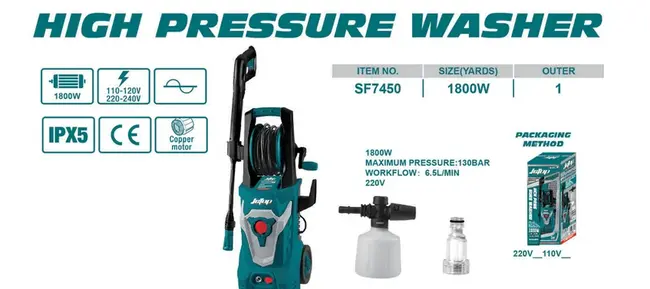 HIGH PRESSURE WASHER
1800W
110-120V
220-240V
IPX5
CE
Copper
motor
ITEM NO. SIZE(YARDS) OUTER
SF7450 1800W 1
1800W
MAXIMUM PRESSURE:130BAR
WORKFLOW: 6.5L/MIN
220V
PACKAGING
METHOD
220V__110V__